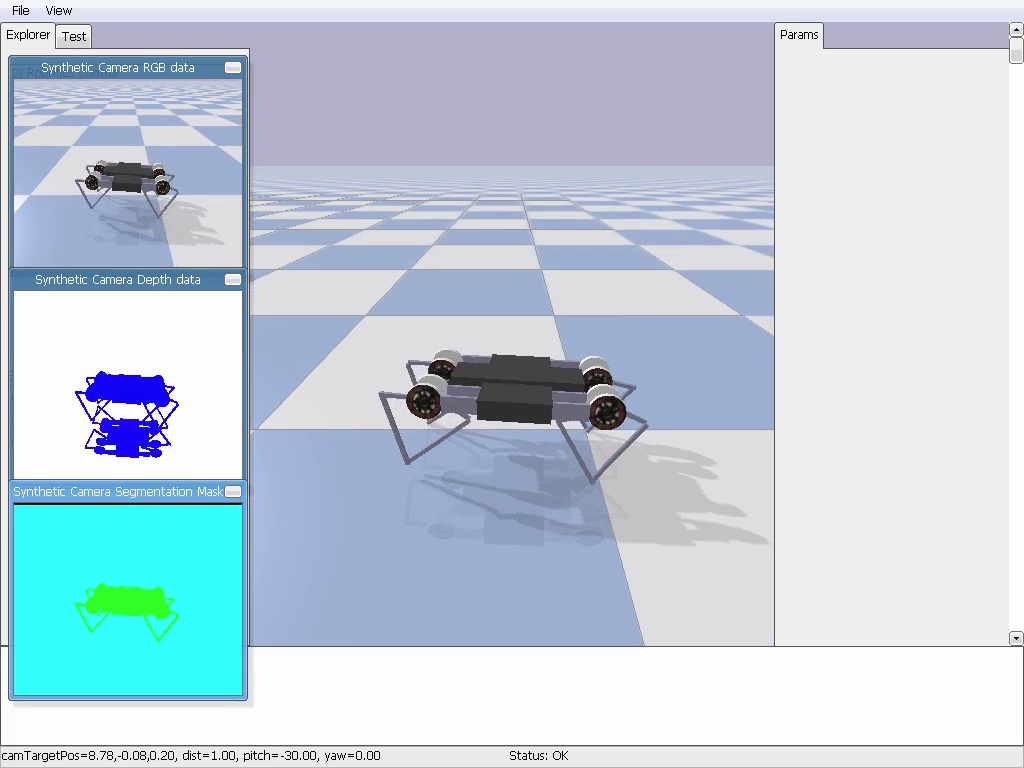 File View
Explorer Test
Params
Synthetic Camera RGB data
Synthetic Camera Depth data
Synthetic Camera Segmentation Mask
camTargetPos=8.78,-0.08,0.20, dist=1.00, pitch=-30.00, yaw=0.00
Status: OK